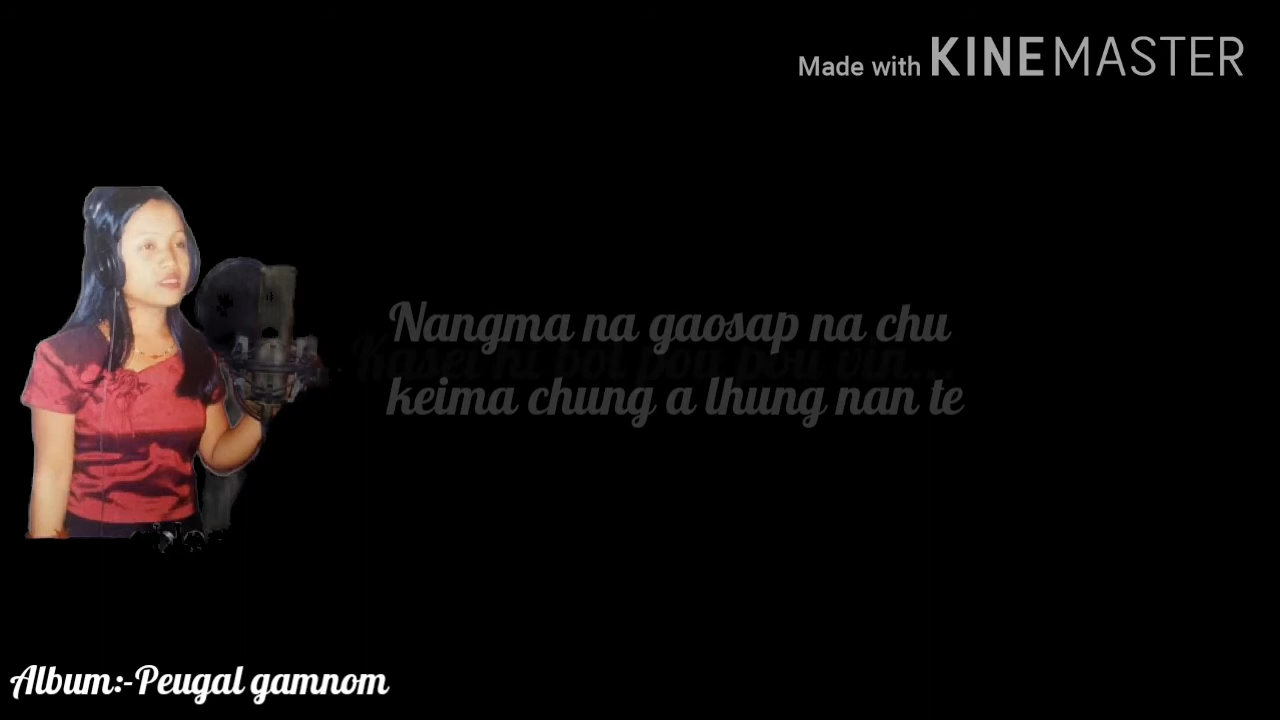 Made with KINEMASTER
Nangma na gaosap na chu
keima chung a lhung nan te
Album:-Peugal gamnom